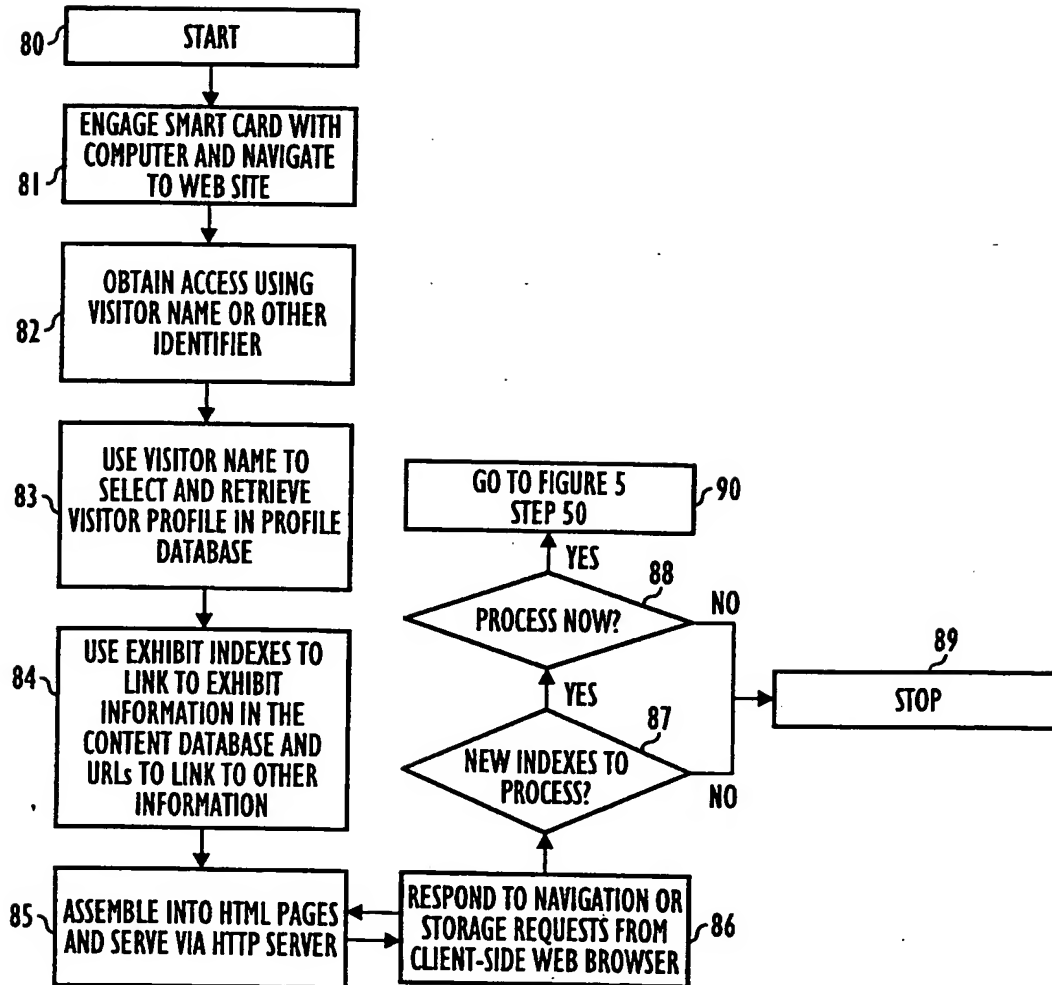 80
START
81
ENGAGE SMART CARD WITH
COMPUTER AND NAVIGATE
TO WEB SITE
82
OBTAIN ACCESS USING
VISITOR NAME OR OTHER
IDENTIFIER
83
USE VISITOR NAME TO
SELECT AND RETRIEVE
VISITOR PROFILE IN PROFILE
DATABASE
84
USE EXHIBIT INDEXES TO
LINK TO EXHIBIT
INFORMATION IN THE
CONTENT DATABASE AND
URLs TO LINK TO OTHER
INFORMATION
85
ASSEMBLE INTO HTML PAGES
AND SERVE VIA HTTP SERVER
RESPOND TO NAVIGATION OR
STORAGE REQUESTS FROM
CLIENT-SIDE WEB BROWSER
86
NEW INDEXES TO
PROCESS?
87
YES
NO
PROCESS NOW?
88
YES
NO
GO TO FIGURE 5
STEP 50
90
89
STOP